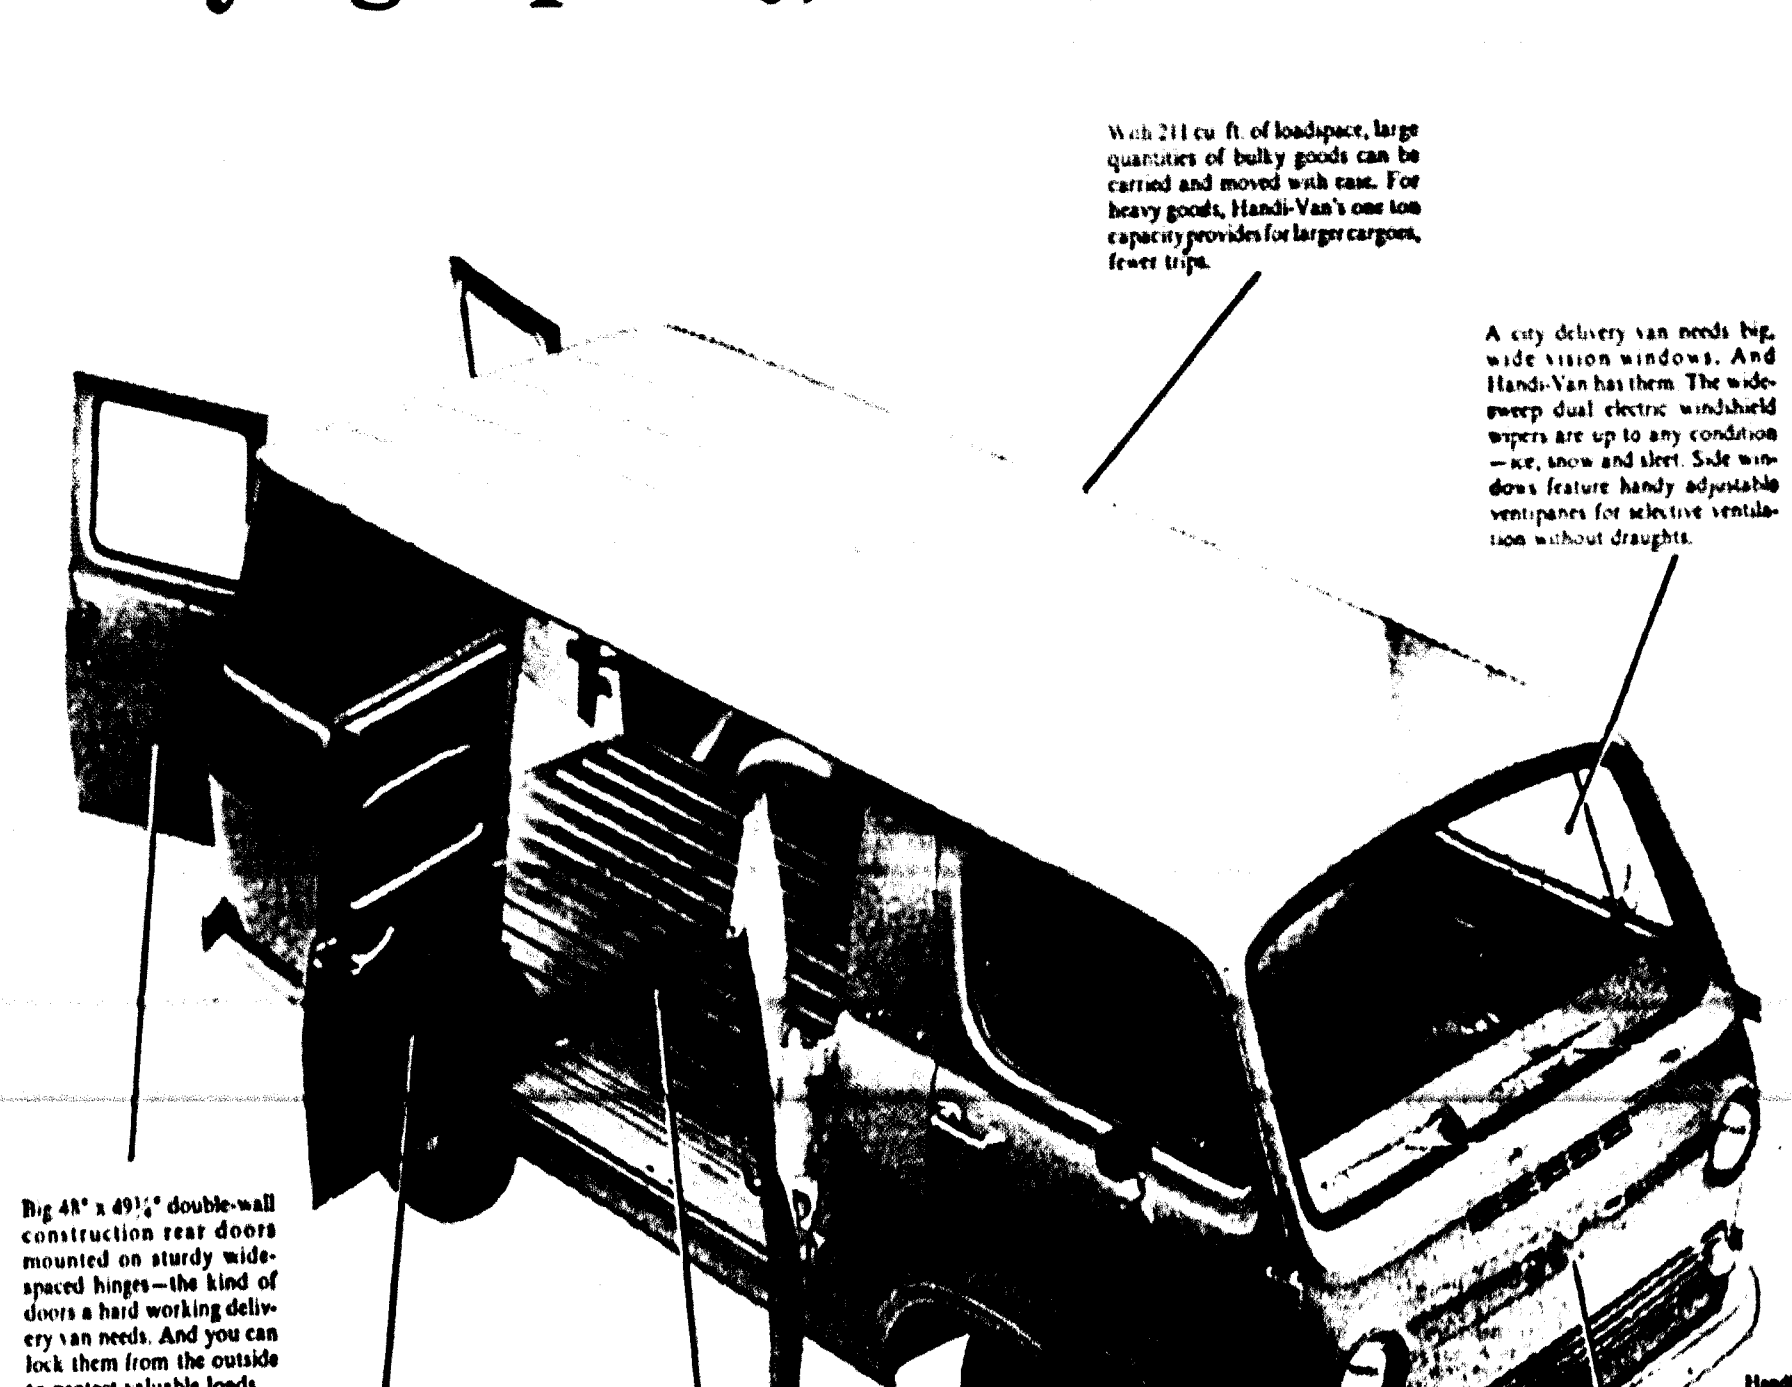 With 211 cu ft. of loadspace, large
quantities of bulky goods can be
carried and moved with ease. For
heavy goods, Handi-Van's one ton
capacity provides for larger cargoes,
fewer trips.
A city delivery van needs big,
wide vision windows. And
Handi-Van has them. The wide-
sweep dual electric windshield
wipers are up to any condition
—ice, snow and sleet. Side win-
dows feature handy adjustable
ventipanes for selective ventila-
tion without draughts.
Big 48" x 49¼" double-wall
construction rear doors
mounted on sturdy wide-
spaced hinges—the kind of
doors a hard working deliv-
ery van needs. And you can
lock them from the outside
to protect valuable loads.